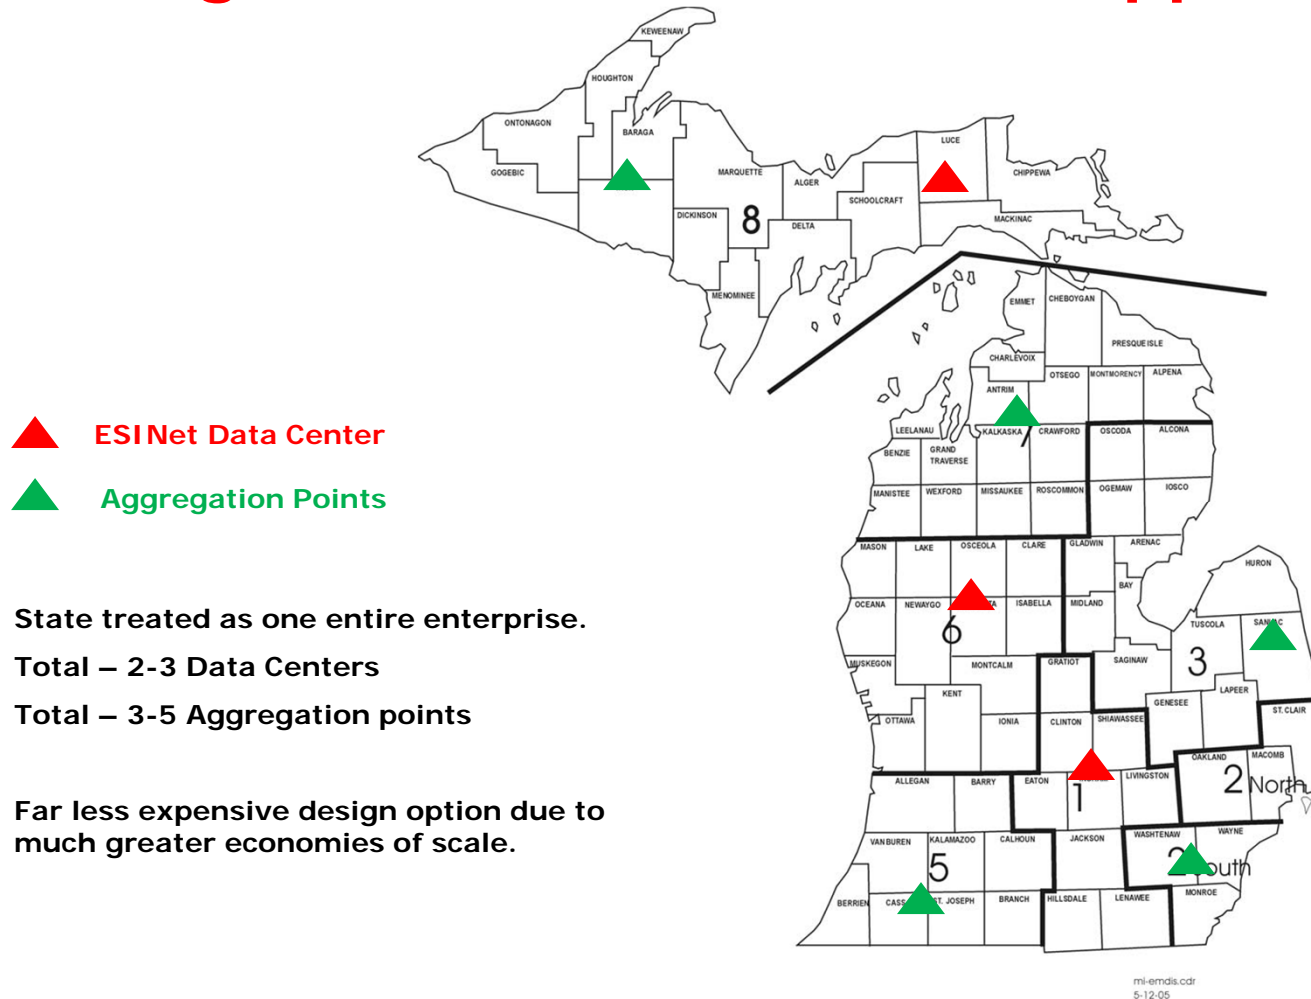 KEWEENAW
HOUGHTON
ONTONAGON
BARAGA
LUCE
GOGEBIC
MARQUETTE
ALGER
CHIPPEWA
SCHOOLCRAFT
DICKINSON
8
DELTA
MACKINAC
MENOMINEE
EMMET
CHEBOYGAN
PRESQUE ISLE
CHARLEVOIX
OTSEGO
MONTMORENCY
ALPENA
ANTRIM
ESINet Data Center
LEELANAU
KALKASKA
7
CRAWFORD
OSCODA
ALCONA
BENZIE
GRAND
TRAVERSE
Aggregation Points
MANISTEE
WEXFORD
MISSAUKEE
ROSCOMMON
OGEMAW
IOSCO
MASON
LAKE
OSCEOLA
CLARE
GLADWIN
ARENAC
HURON
BAY
OCEANA
NEWAYGO
ISABELLA
MIDLAND
State treated as one entire enterprise.
6
TUSCOLA
3
MUSKEGON
MONTCALM
GRATIOT
SAGINAW
Total – 2-3 Data Centers
KENT
LAPEER
GENESEE
Total – 3-5 Aggregation points
OTTAWA
IONIA
CLINTON
SHIAWASSEE
ST. CLAIR
OAKLAND
MACOMB
ALLEGAN
BARRY
EATON
LIVINGSTON
1
2 North
Far less expensive design option due to
much greater economies of scale.
VAN BUREN
KALAMAZOO
CALHOUN
JACKSON
WASHTENAW
WAYNE
5
2
BERRIEN
CASS
ST. JOSEPH
BRANCH
HILLSDALE
LENAWEE
MONROE
mi-emdis.cdr
5-12-05